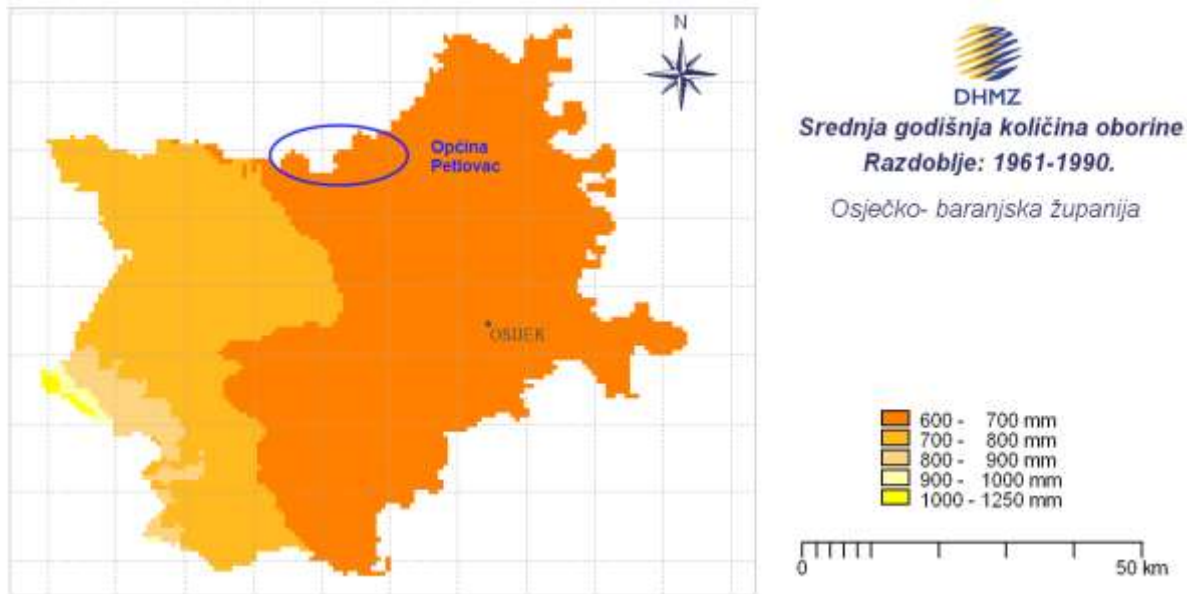 N
DHMZ
Srednja godišnja količina oborine
Razdoblje: 1961-1990.
Osječko- baranjska županija
Općina
Petlovac
OSIJEK
600 - 700 mm
700 - 800 mm
800 - 900 mm
900 - 1000 mm
1000 - 1250 mm
0 50 km